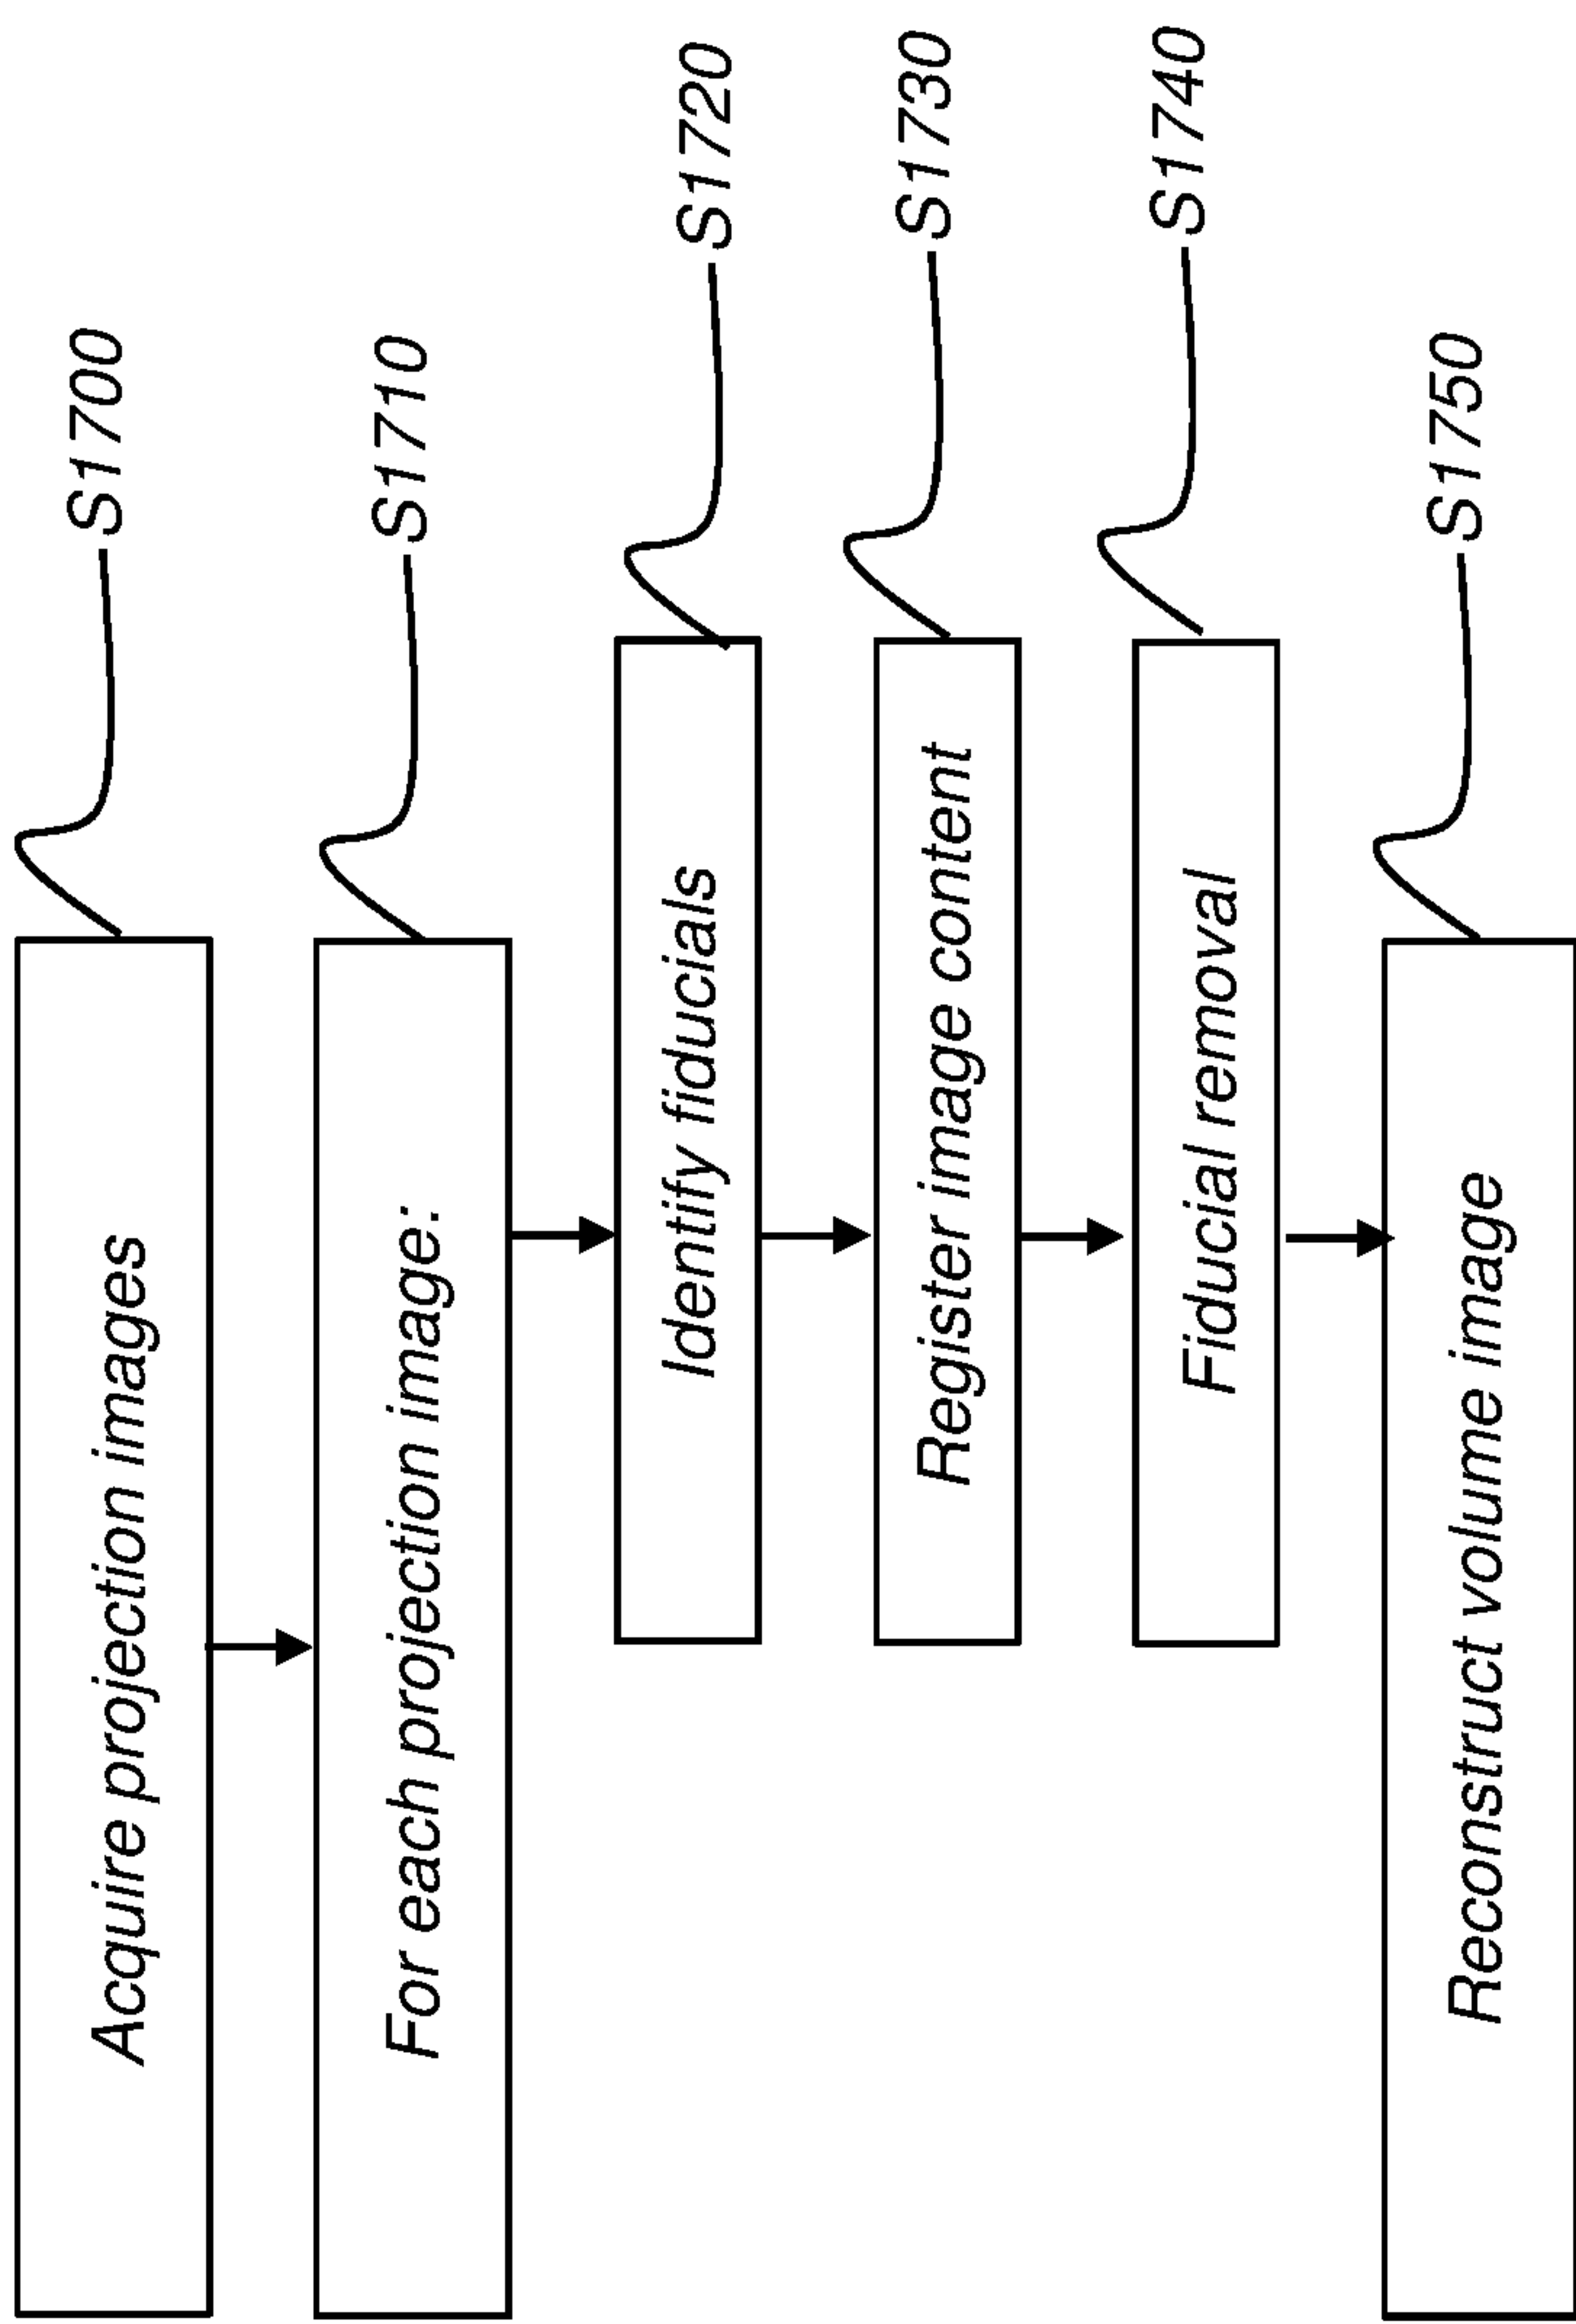 Acquire projection images
S1700
For each projection image:
S1710
Identify fiducials
S1720
Register image content
S1730
Fiducial removal
S1740
Reconstruct volume image
S1750